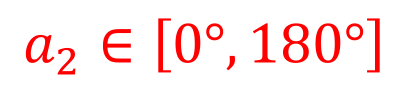 a₂ ∈ [0°, 180°]